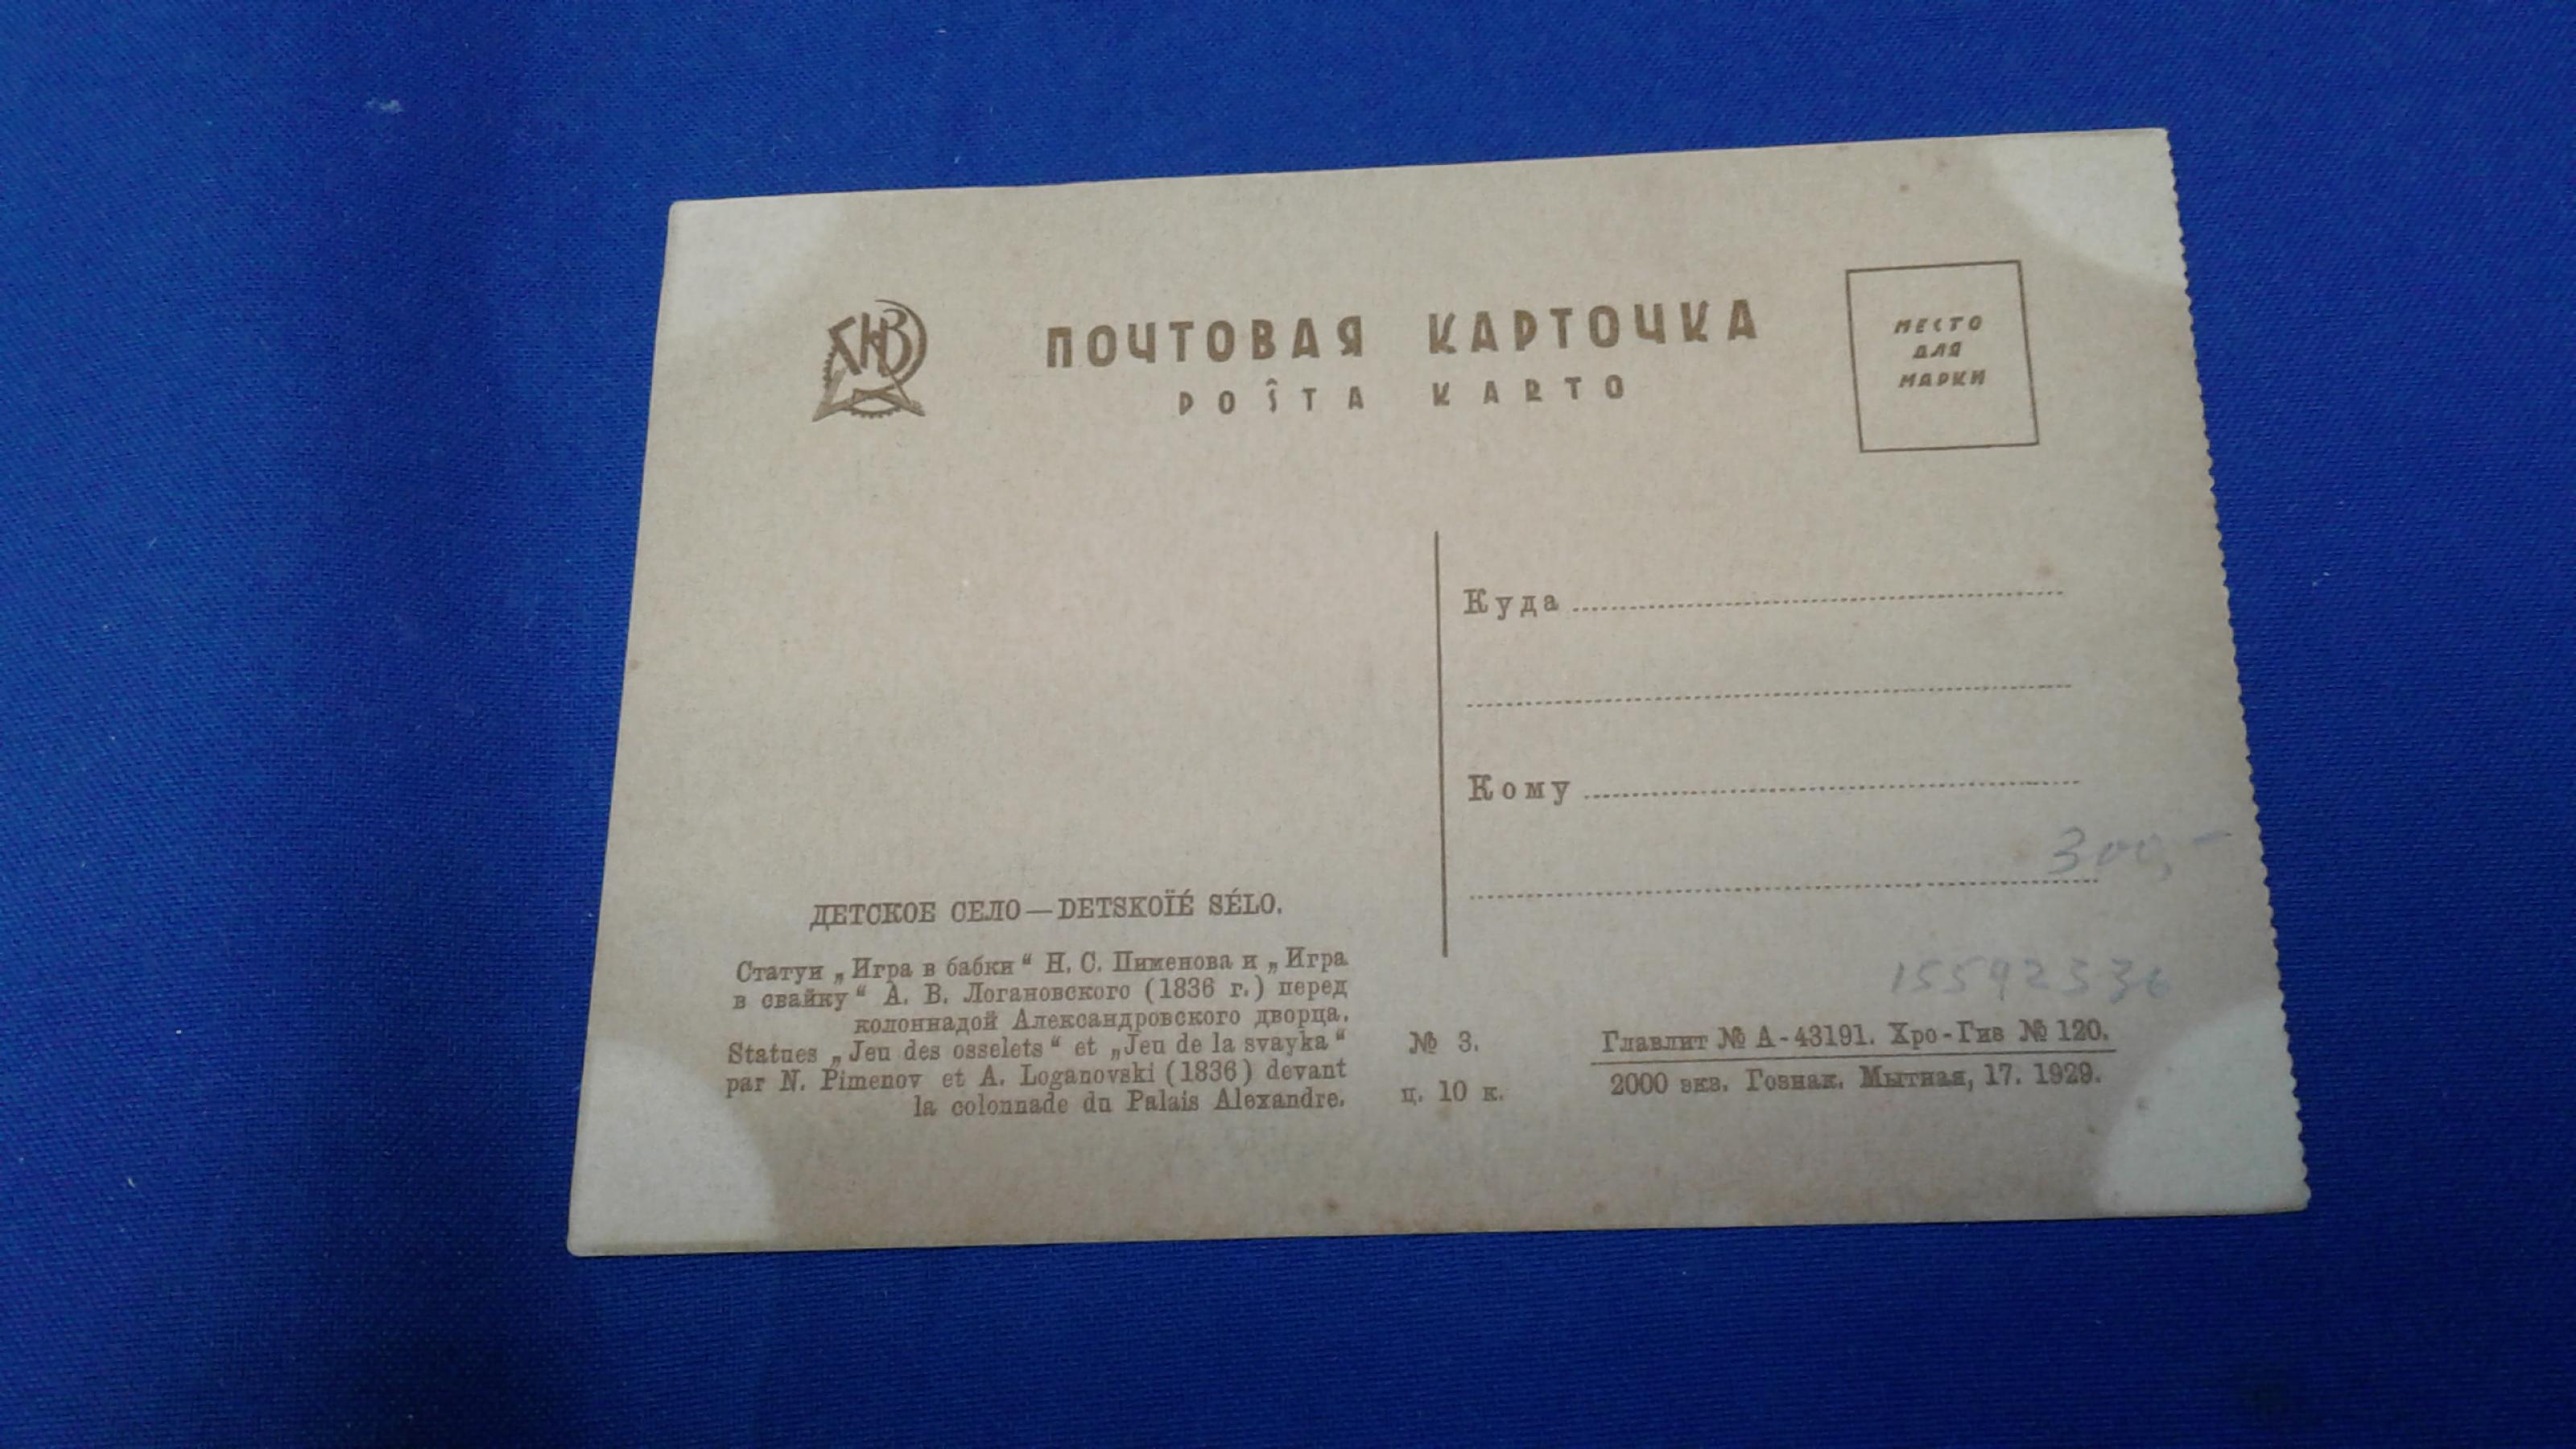 ГНЗ
ПОЧТОВАЯ КАРТОЧКА
POŜTA KARTO
МЕСТО
ДЛЯ
МАРКИ
Куда
Кому
300,-
ДЕТСКОЕ СЕЛО — DETSKOÏÉ SÉLO.
Статуи „Игра в бабки“ Н. С. Пименова и „Игра
в свайку“ А. В. Логановского (1836 г.) перед
колоннадой Александровского дворца.
Statues „Jeu des osselets“ et „Jeu de la svayka“
par N. Pimenov et A. Loganovski (1836) devant
la colonnade du Palais Alexandre.
№ 3.
ц. 10 к.
Главлит № А-43191. Хро-Гиз № 120.
2000 экз. Гознак. Мытная, 17. 1929.